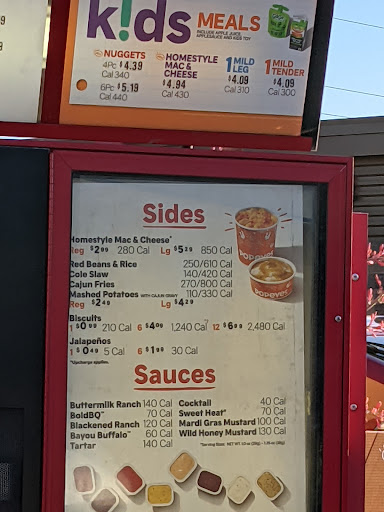 k!ds MEALS
INCLUDE APPLE JUICE,
APPLESAUCE AND KIDS TOY
NUGGETS
4Pc $4.39
Cal 340
6Pc $5.19
Cal 440
HOMESTYLE
MAC &
CHEESE
$4.94
Cal 430
1 MILD
LEG
$4.09
Cal 310
1 MILD
TENDER
$4.09
Cal 300
Sides
Homestyle Mac & Cheese*
Reg $2.99 280 Cal Lg $5.29 850 Cal
Red Beans & Rice 250/610 Cal
Cole Slaw 140/420 Cal
Cajun Fries 270/800 Cal
Mashed Potatoes WITH CAJUN GRAVY 110/330 Cal
Reg $2.49 Lg $4.29
Biscuits
1 $0.99 210 Cal 6 $4.09 1,240 Cal 12 $6.99 2,480 Cal
Jalapeños
1 $0.49 5 Cal 6 $1.99 30 Cal
*Upcharge applies.
POPEYES
POPEYES
Sauces
Buttermilk Ranch 140 Cal
BoldBQ™ 70 Cal
Blackened Ranch 120 Cal
Bayou Buffalo™ 60 Cal
Tartar 140 Cal
Cocktail 40 Cal
Sweet Heat* 70 Cal
Mardi Gras Mustard 100 Cal
Wild Honey Mustard 130 Cal